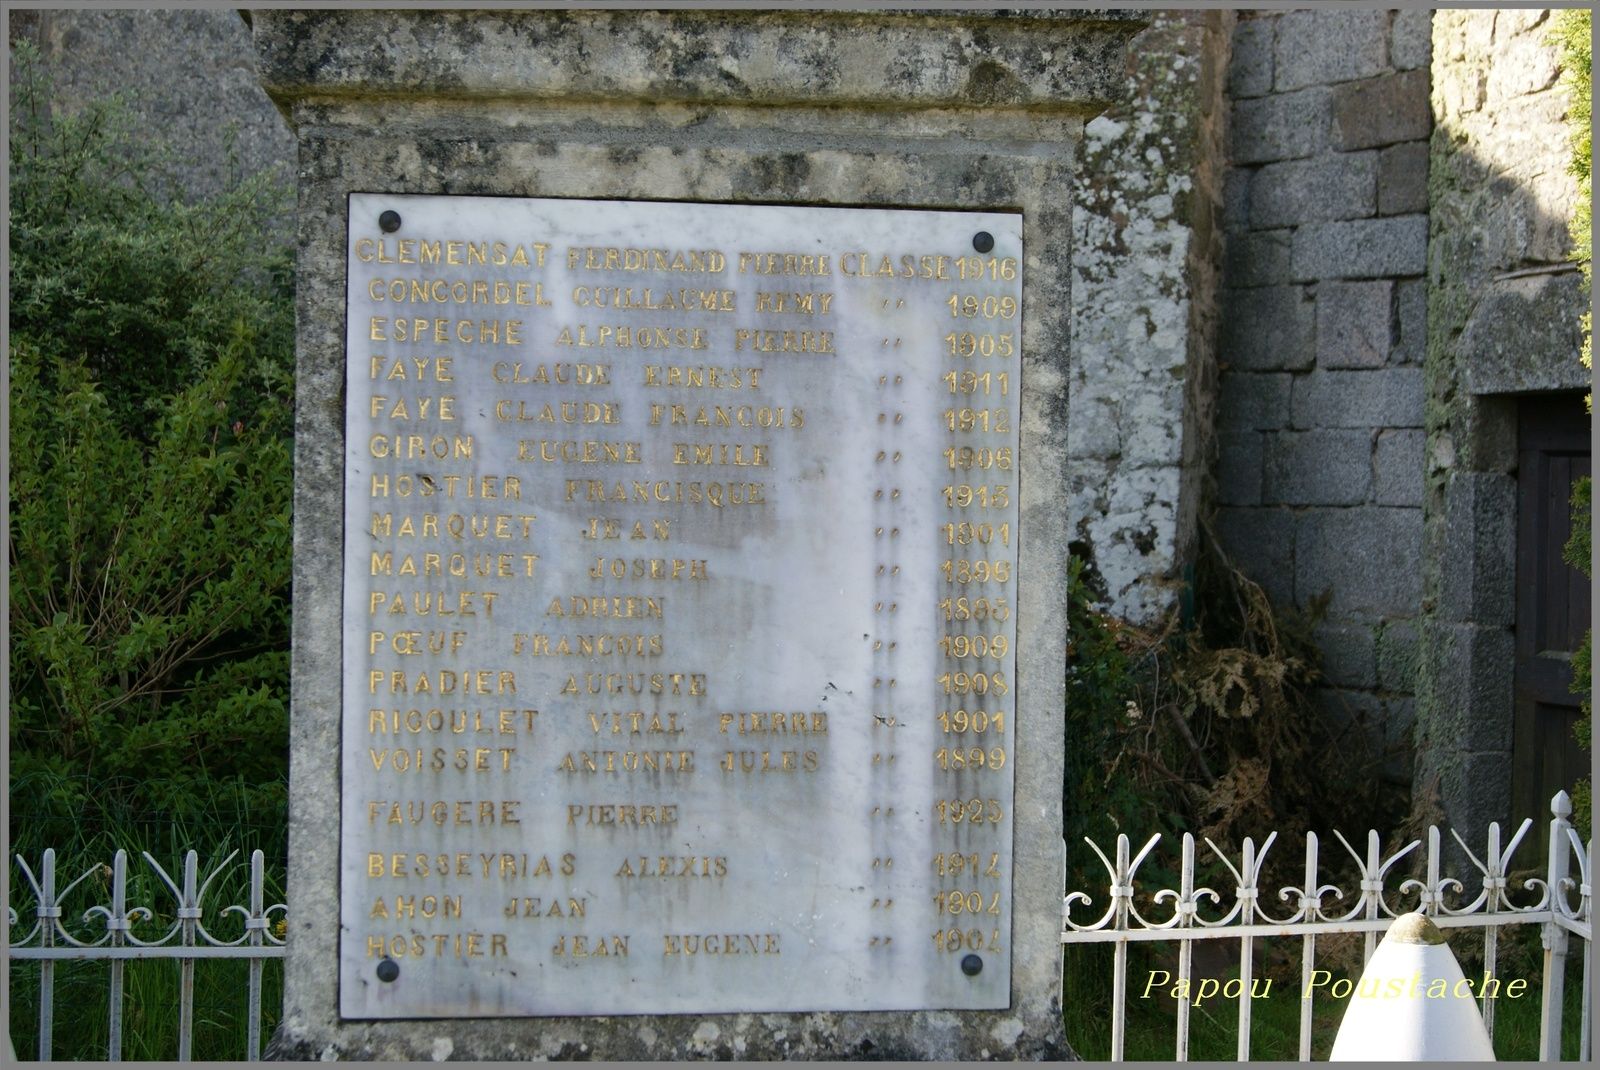 CLEMENSAT FERDINAND PIERRE CLASSE 1916
CONCORDEL GUILLAUME REMY " 1909
ESPECHE ALPHONSE PIERRE " 1905
FAYE CLAUDE ERNEST " 1911
FAYE CLAUDE FRANCOIS " 1912
GIRON EUGENE EMILE " 1906
HOSTIER FRANCISQUE " 1915
MARQUET JEAN " 1901
MARQUET JOSEPH " 1896
PAULET ADRIEN " 1895
PŒUF FRANCOIS " 1909
PRADIER AUGUSTE " 1908
RICOULET VITAL PIERRE " 1901
VOISSET ANTONIE JULES " 1899
FAUGERE PIERRE " 1925
BESSEYRIAS ALEXIS " 1914
AHON JEAN " 1904
HOSTIER JEAN EUGENE " 1904
Papou Poustache